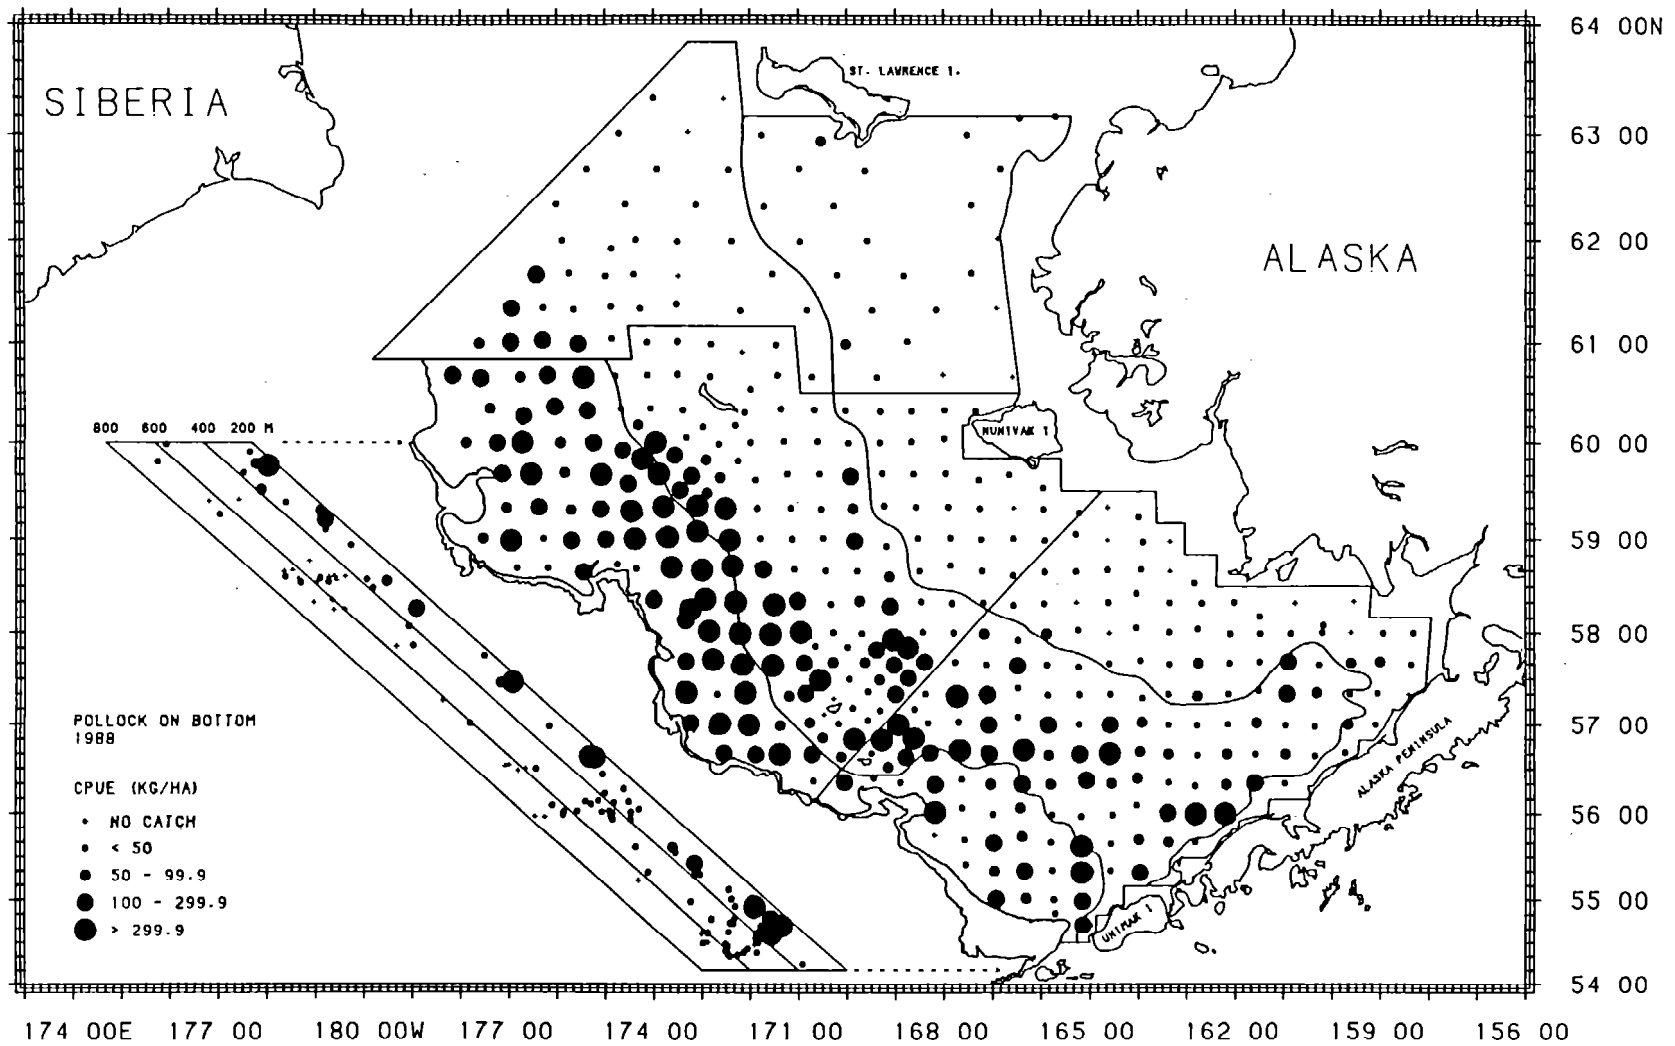 64 00N
ST. LAWRENCE I.
SIBERIA
63 00
62 00
ALASKA
61 00
800 600 400 200 M
NUNIVAK I
60 00
59 00
58 00
POLLOCK ON BOTTOM
1988
57 00
ALASKA PENINSULA
CPUE (KG/HA)
NO CATCH
56 00
< 50
50 - 99.9
100 - 299.9
55 00
> 299.9
UNIMAK I
54 00
174 00E 177 00 180 00W 177 00 174 00 171 00 168 00 165 00 162 00 159 00 156 00